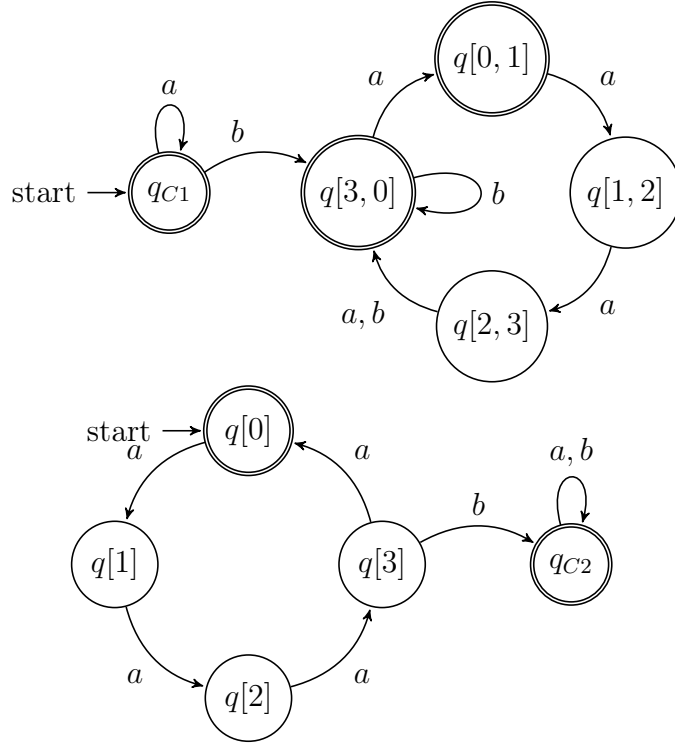 a
q[0, 1]
a
a
b
start
q_{C1}
q[3, 0]
b
q[1, 2]
a, b
q[2, 3]
a
start
q[0]
a
a
a, b
b
q[1]
q[3]
q_{C2}
a
q[2]
a